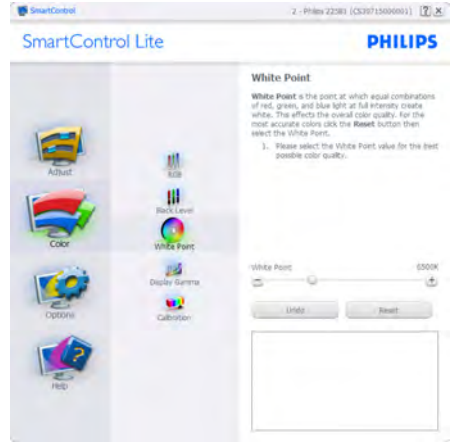 SmartControl
2 - Philips 225B1
SmartControl Lite
PHILIPS
White Point
White Point is the point at which equal combinations
of red, green, and blue light at full intensity create
white. This effects the overall color quality. For the
most accurate colors click the Reset button then
select the White Point.
1. Please select the White Point value for the best
possible color quality.
Adjust
RGB
Black Level
Color
White Point
Display Gamma
Options
Calibration
Help
White Point 6500K
Undo Reset